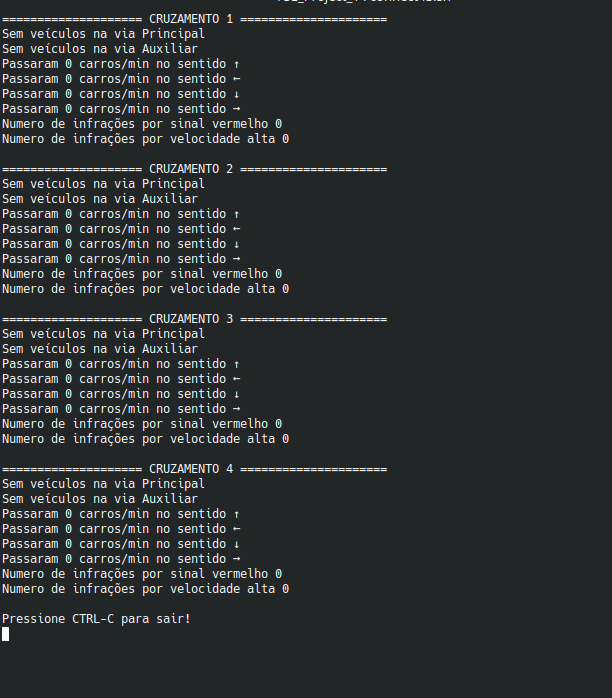 ==================== CRUZAMENTO 1 =====================
Sem veículos na via Principal
Sem veículos na via Auxiliar
Passaram 0 carros/min no sentido ↑
Passaram 0 carros/min no sentido ←
Passaram 0 carros/min no sentido ↓
Passaram 0 carros/min no sentido →
Numero de infrações por sinal vermelho 0
Numero de infrações por velocidade alta 0
==================== CRUZAMENTO 2 =====================
Sem veículos na via Principal
Sem veículos na via Auxiliar
Passaram 0 carros/min no sentido ↑
Passaram 0 carros/min no sentido ←
Passaram 0 carros/min no sentido ↓
Passaram 0 carros/min no sentido →
Numero de infrações por sinal vermelho 0
Numero de infrações por velocidade alta 0
==================== CRUZAMENTO 3 =====================
Sem veículos na via Principal
Sem veículos na via Auxiliar
Passaram 0 carros/min no sentido ↑
Passaram 0 carros/min no sentido ←
Passaram 0 carros/min no sentido ↓
Passaram 0 carros/min no sentido →
Numero de infrações por sinal vermelho 0
Numero de infrações por velocidade alta 0
==================== CRUZAMENTO 4 =====================
Sem veículos na via Principal
Sem veículos na via Auxiliar
Passaram 0 carros/min no sentido ↑
Passaram 0 carros/min no sentido ←
Passaram 0 carros/min no sentido ↓
Passaram 0 carros/min no sentido →
Numero de infrações por sinal vermelho 0
Numero de infrações por velocidade alta 0
Pressione CTRL-C para sair!